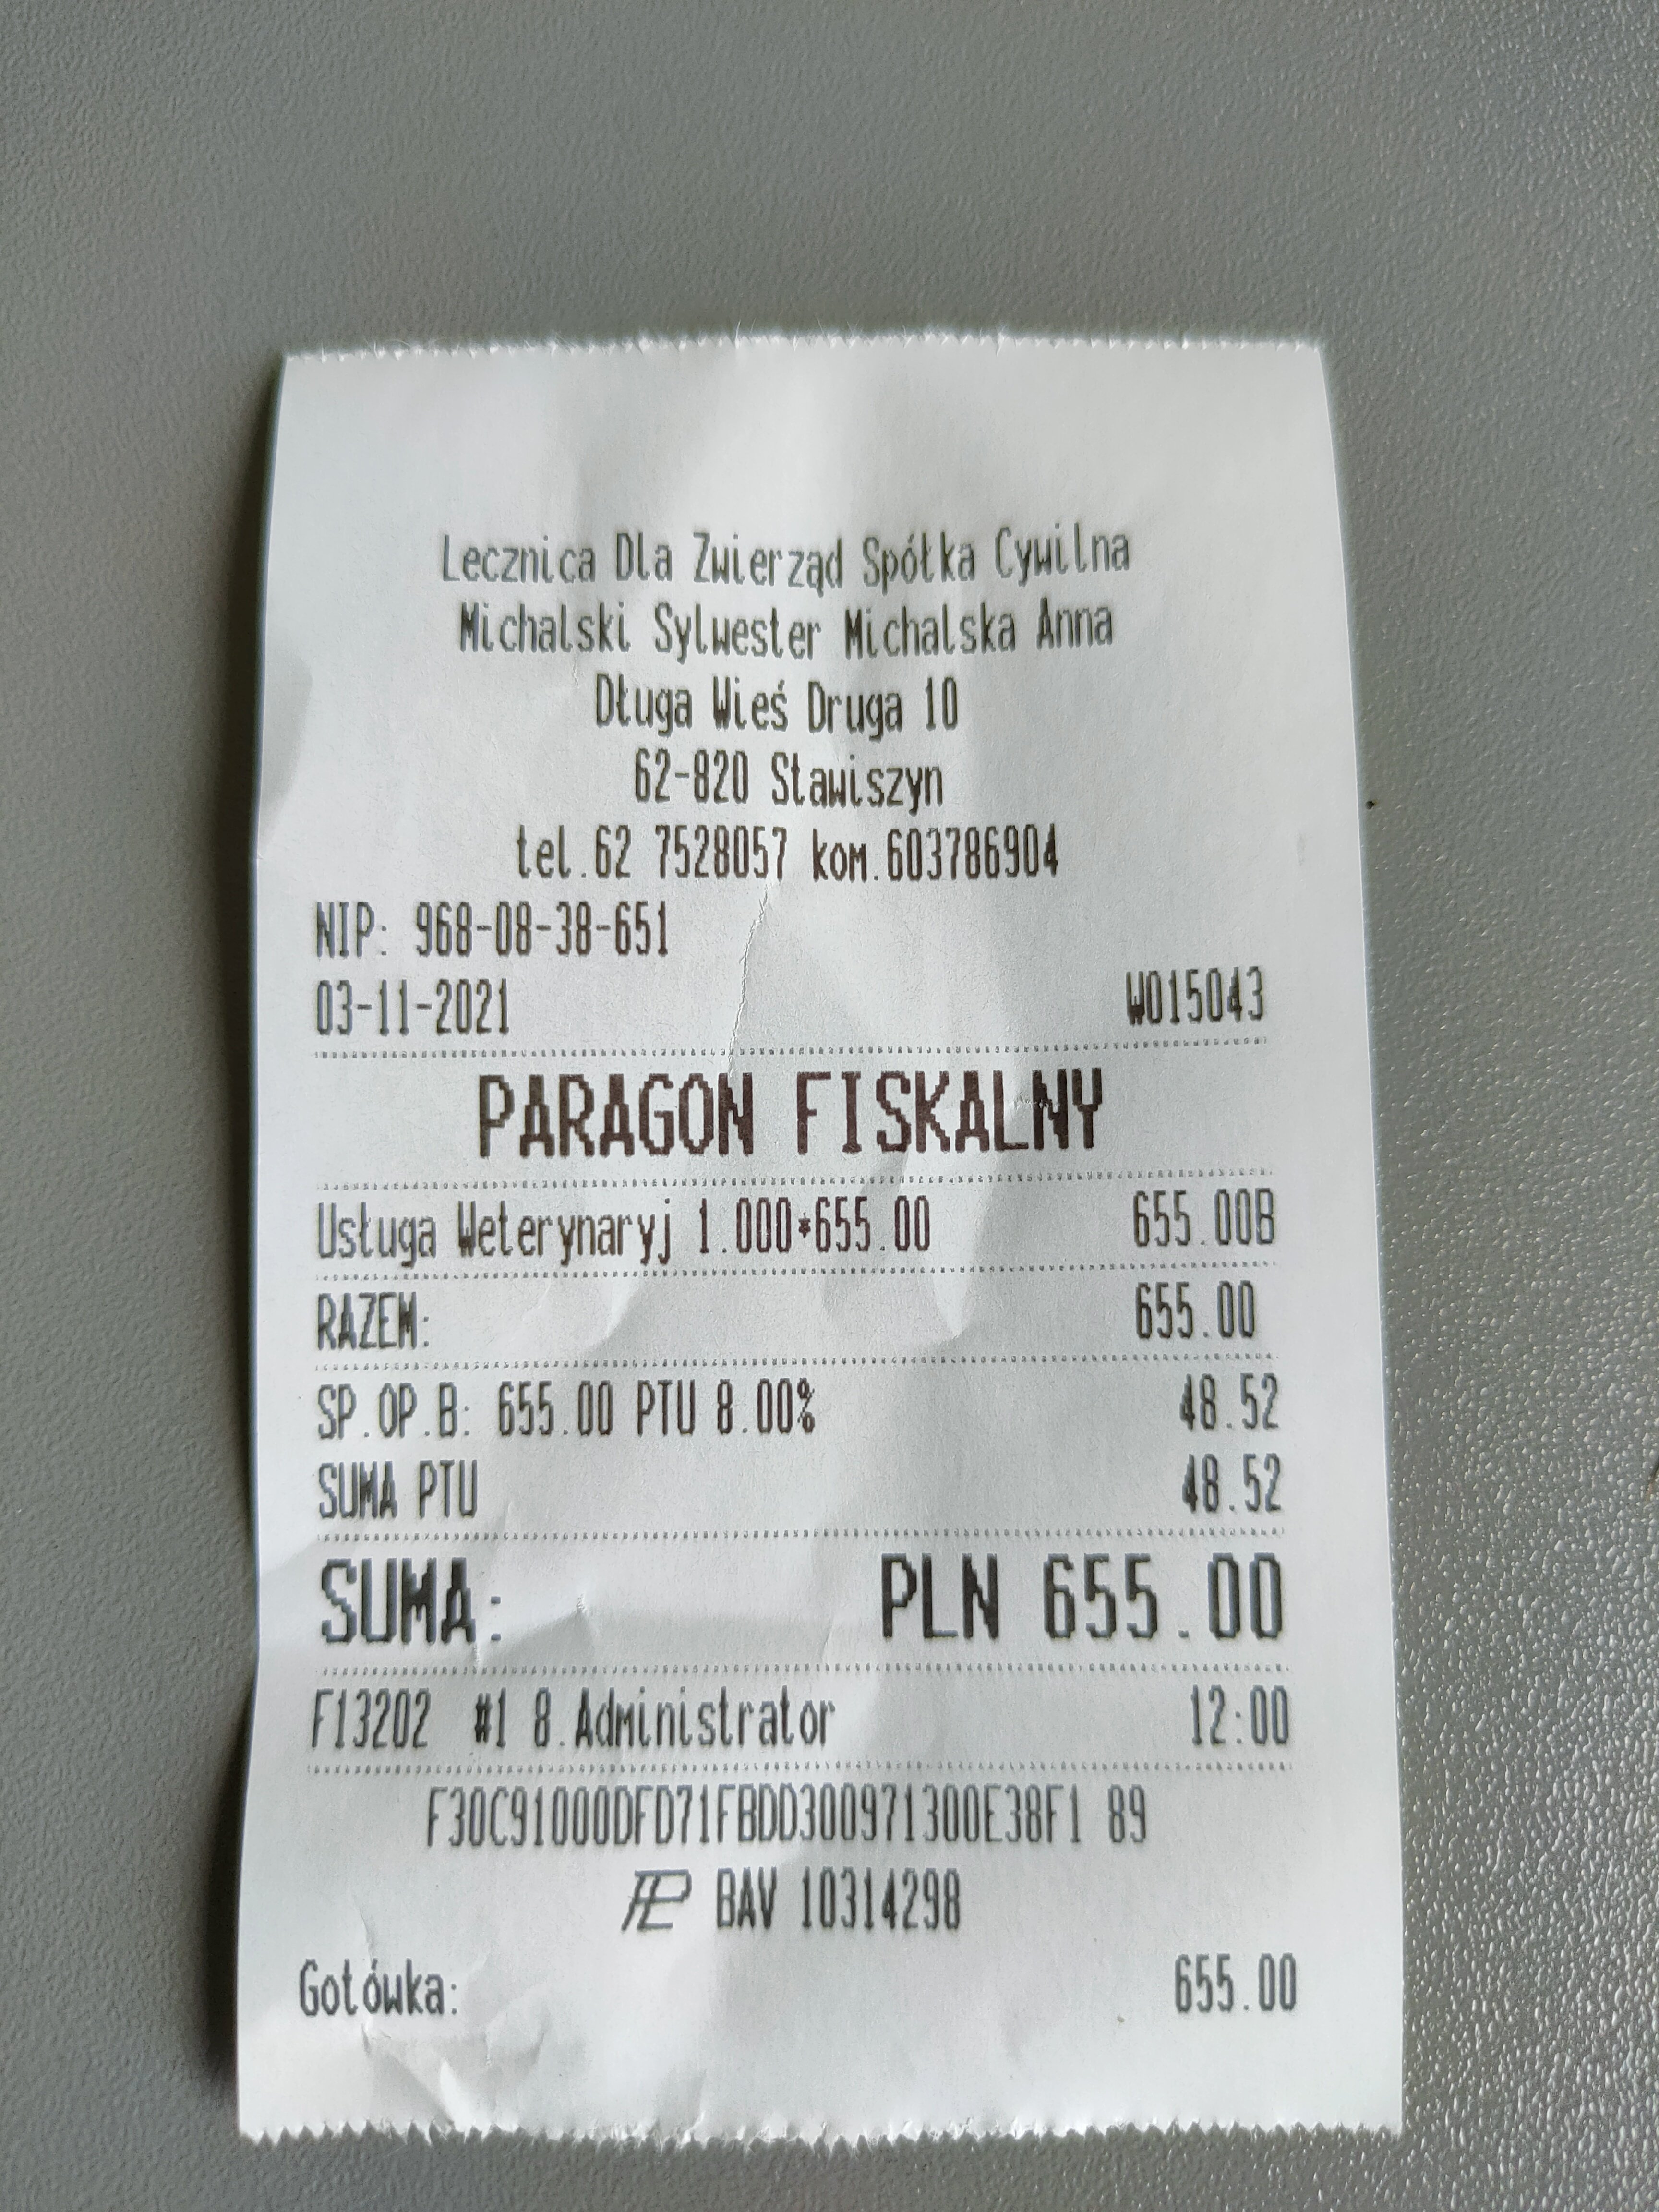 Lecznica Dla Zwierząd Spółka Cywilna
Michalski Sylwester Michalska Anna
Długa Wieś Druga 10
62-820 Stawiszyn
tel.62 7528057 kom.603786904
NIP: 968-08-38-651
03-11-2021 W015043
PARAGON FISKALNY
Usługa Weterynaryj 1.000*655.00 655.00B
RAZEM: 655.00
SP.OP.B: 655.00 PTU 8.00% 48.52
SUMA PTU 48.52
SUMA: PLN 655.00
F13202 #1 8.Administrator 12:00
F30C91000DFD71FBDD300971300E38F1 89
BAV 10314298
Gotówka: 655.00